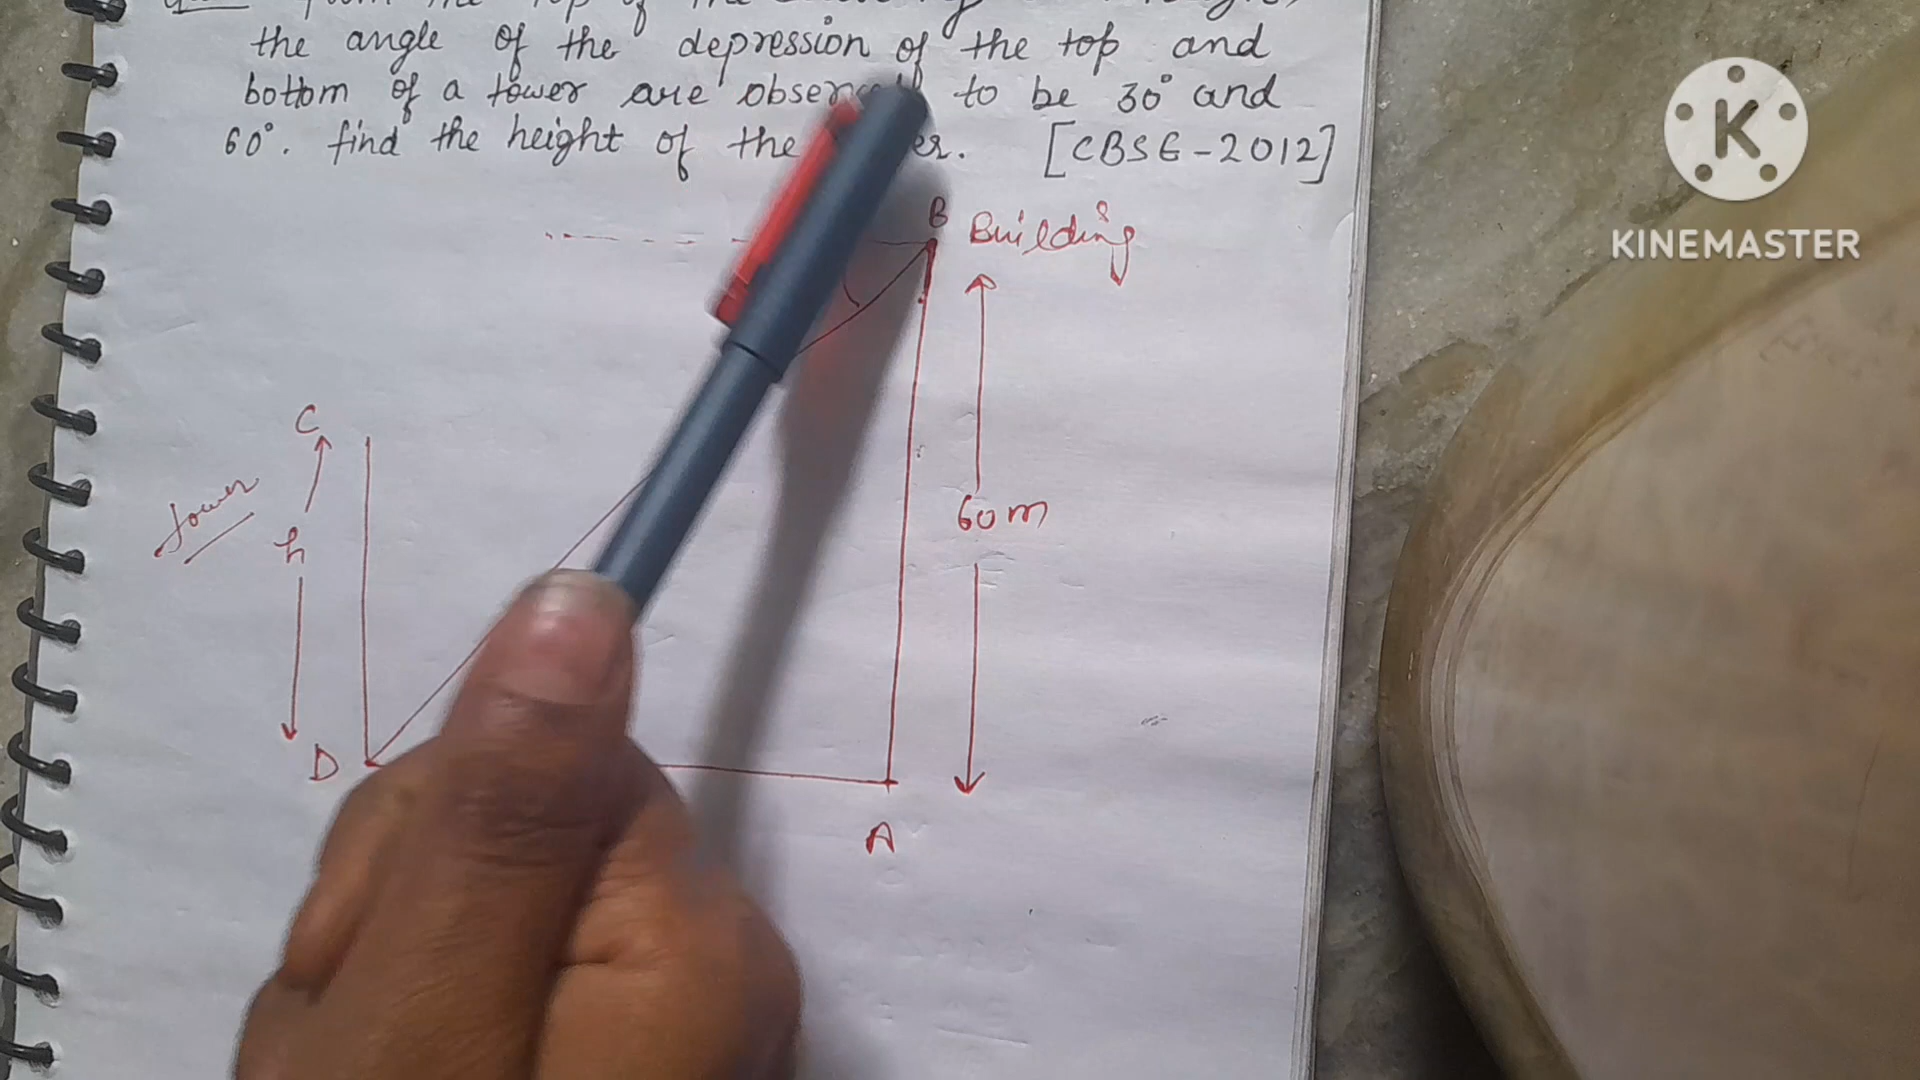 the angle of the depression of the top and
bottom of a tower are to be 30° and
60°. find the height of the [CBSE-2012]
K
KINEMASTER
B Building
C
tower
h
60m
D
A